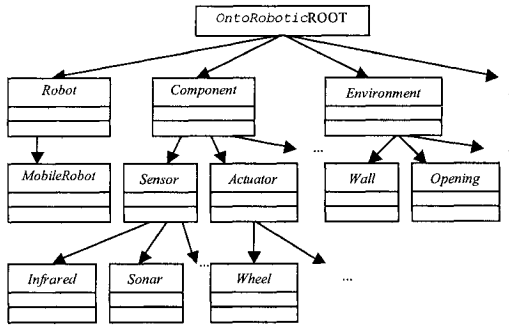 OntoRoboticROOT
Robot Component Environment
...
MobileRobot Sensor Actuator Wall Opening
...
Infrared Sonar Wheel ...